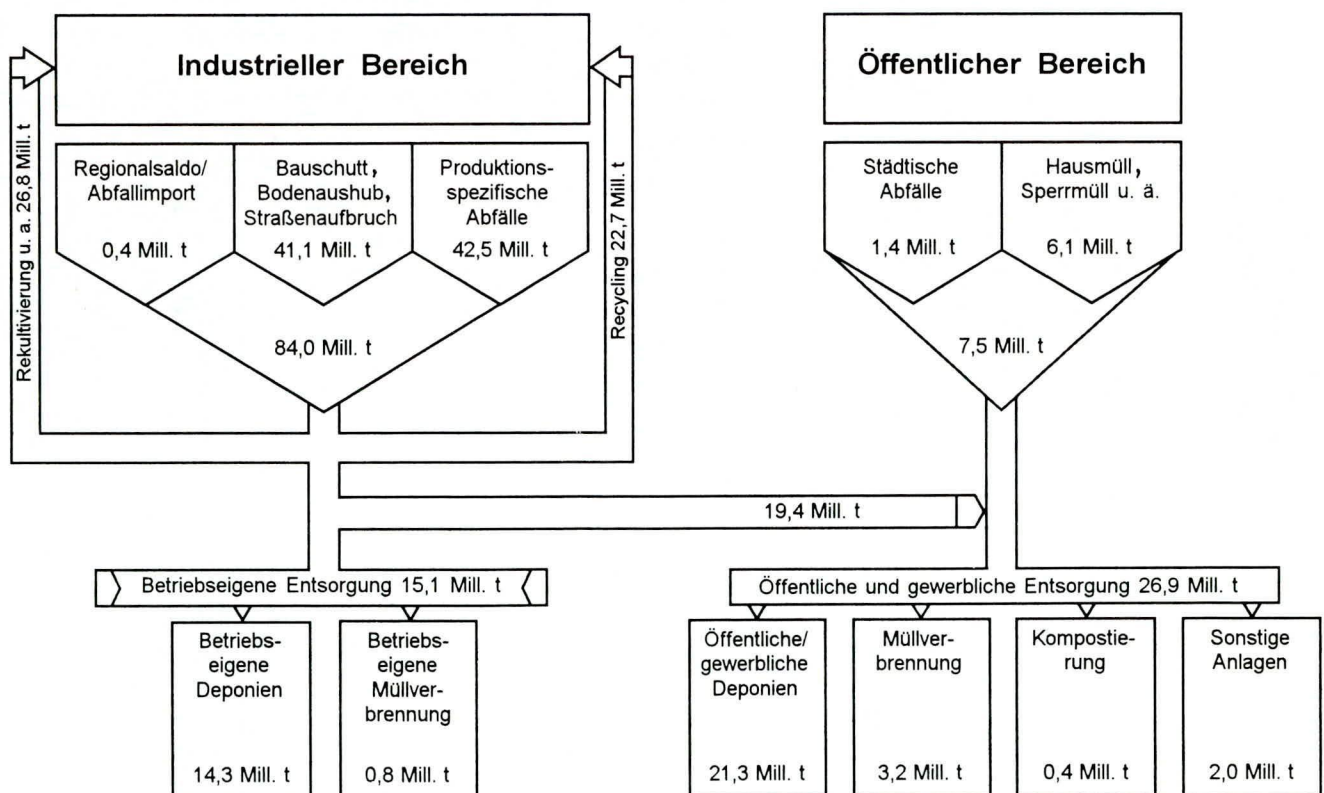 Industrieller Bereich
Öffentlicher Bereich
Rekultivierung u. a. 26,8 Mill. t
Recycling 22,7 Mill. t
Regionalsaldo/
Abfallimport
0,4 Mill. t
Bauschutt,
Bodenaushub,
Straßenaufbruch
41,1 Mill. t
Produktions-
spezifische
Abfälle
42,5 Mill. t
Städtische
Abfälle
1,4 Mill. t
Hausmüll,
Sperrmüll u. ä.
6,1 Mill. t
84,0 Mill. t
7,5 Mill. t
19,4 Mill. t
Betriebseigene Entsorgung 15,1 Mill. t
Öffentliche und gewerbliche Entsorgung 26,9 Mill. t
Betriebs-
eigene
Deponien
14,3 Mill. t
Betriebs-
eigene
Müllver-
brennung
0,8 Mill. t
Öffentliche/
gewerbliche
Deponien
21,3 Mill. t
Müllver-
brennung
3,2 Mill. t
Kompostie-
rung
0,4 Mill. t
Sonstige
Anlagen
2,0 Mill. t